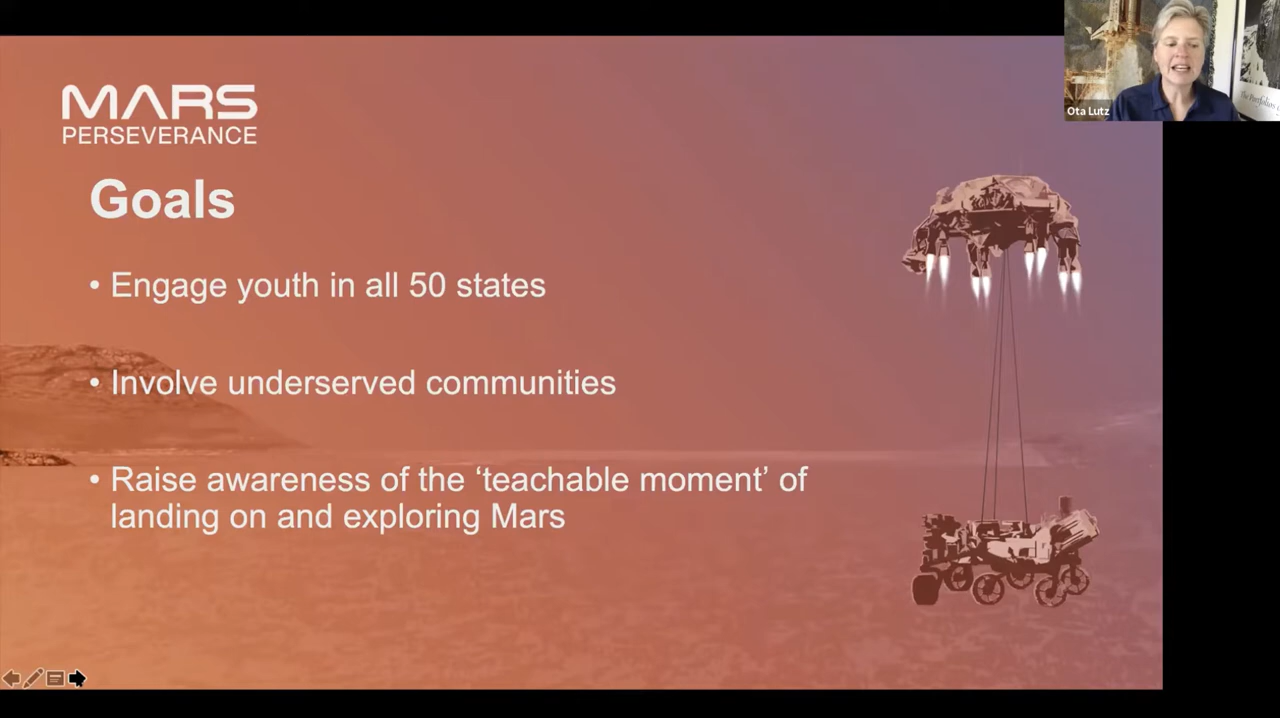 MARS
PERSEVERANCE
Goals
• Engage youth in all 50 states
• Involve underserved communities
• Raise awareness of the ‘teachable moment’ of
landing on and exploring Mars
Ota Lutz